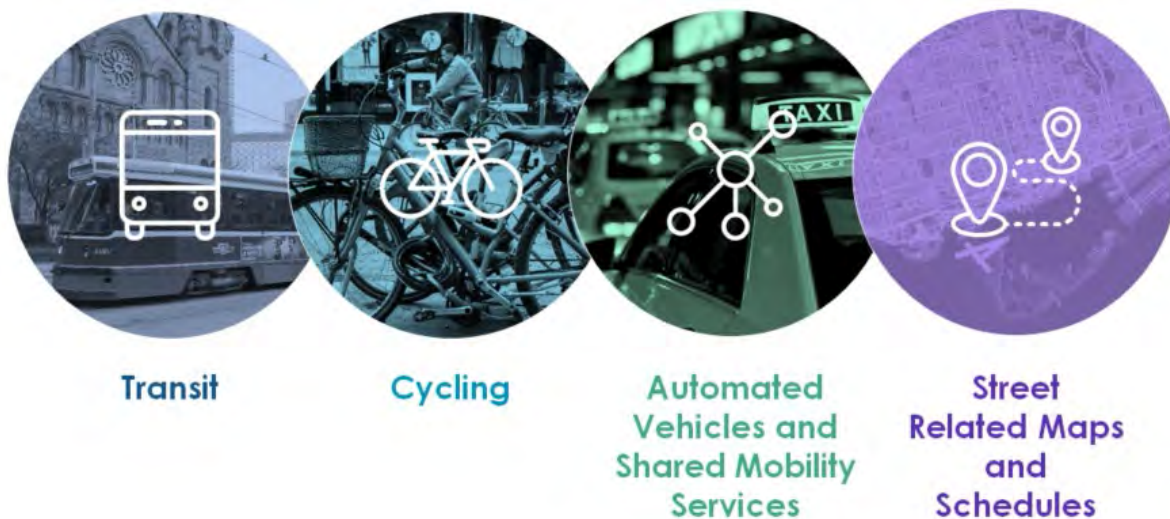 TAXI
Transit
Cycling
Automated
Vehicles and
Shared Mobility
Services
Street
Related Maps
and
Schedules